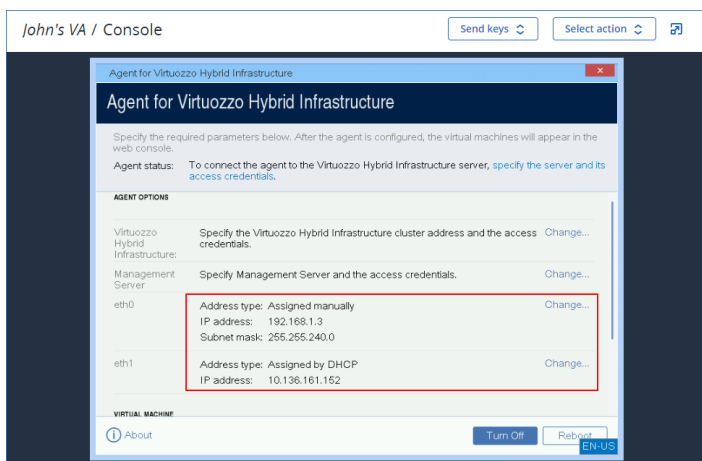 John's VA / Console
Send keys
Select action
Agent for Virtuozzo Hybrid Infrastructure
x
Agent for Virtuozzo Hybrid Infrastructure
Specify the required parameters below. After the agent is configured, the virtual machines will appear in the
web console.
Agent status: To connect the agent to the Virtuozzo Hybrid Infrastructure server, specify the server and its
access credentials.
AGENT OPTIONS
Virtuozzo
Hybrid
Infrastructure:
Specify the Virtuozzo Hybrid Infrastructure cluster address and the access
credentials.
Change...
Management
Server
Specify Management Server and the access credentials.
Change...
eth0
Address type: Assigned manually
Change...
IP address: 192.168.1.3
Subnet mask: 255.255.240.0
eth1
Address type: Assigned by DHCP
Change...
IP address: 10.136.161.152
VIRTUAL MACHINE
About
Turn Off
Reboot
EN-US